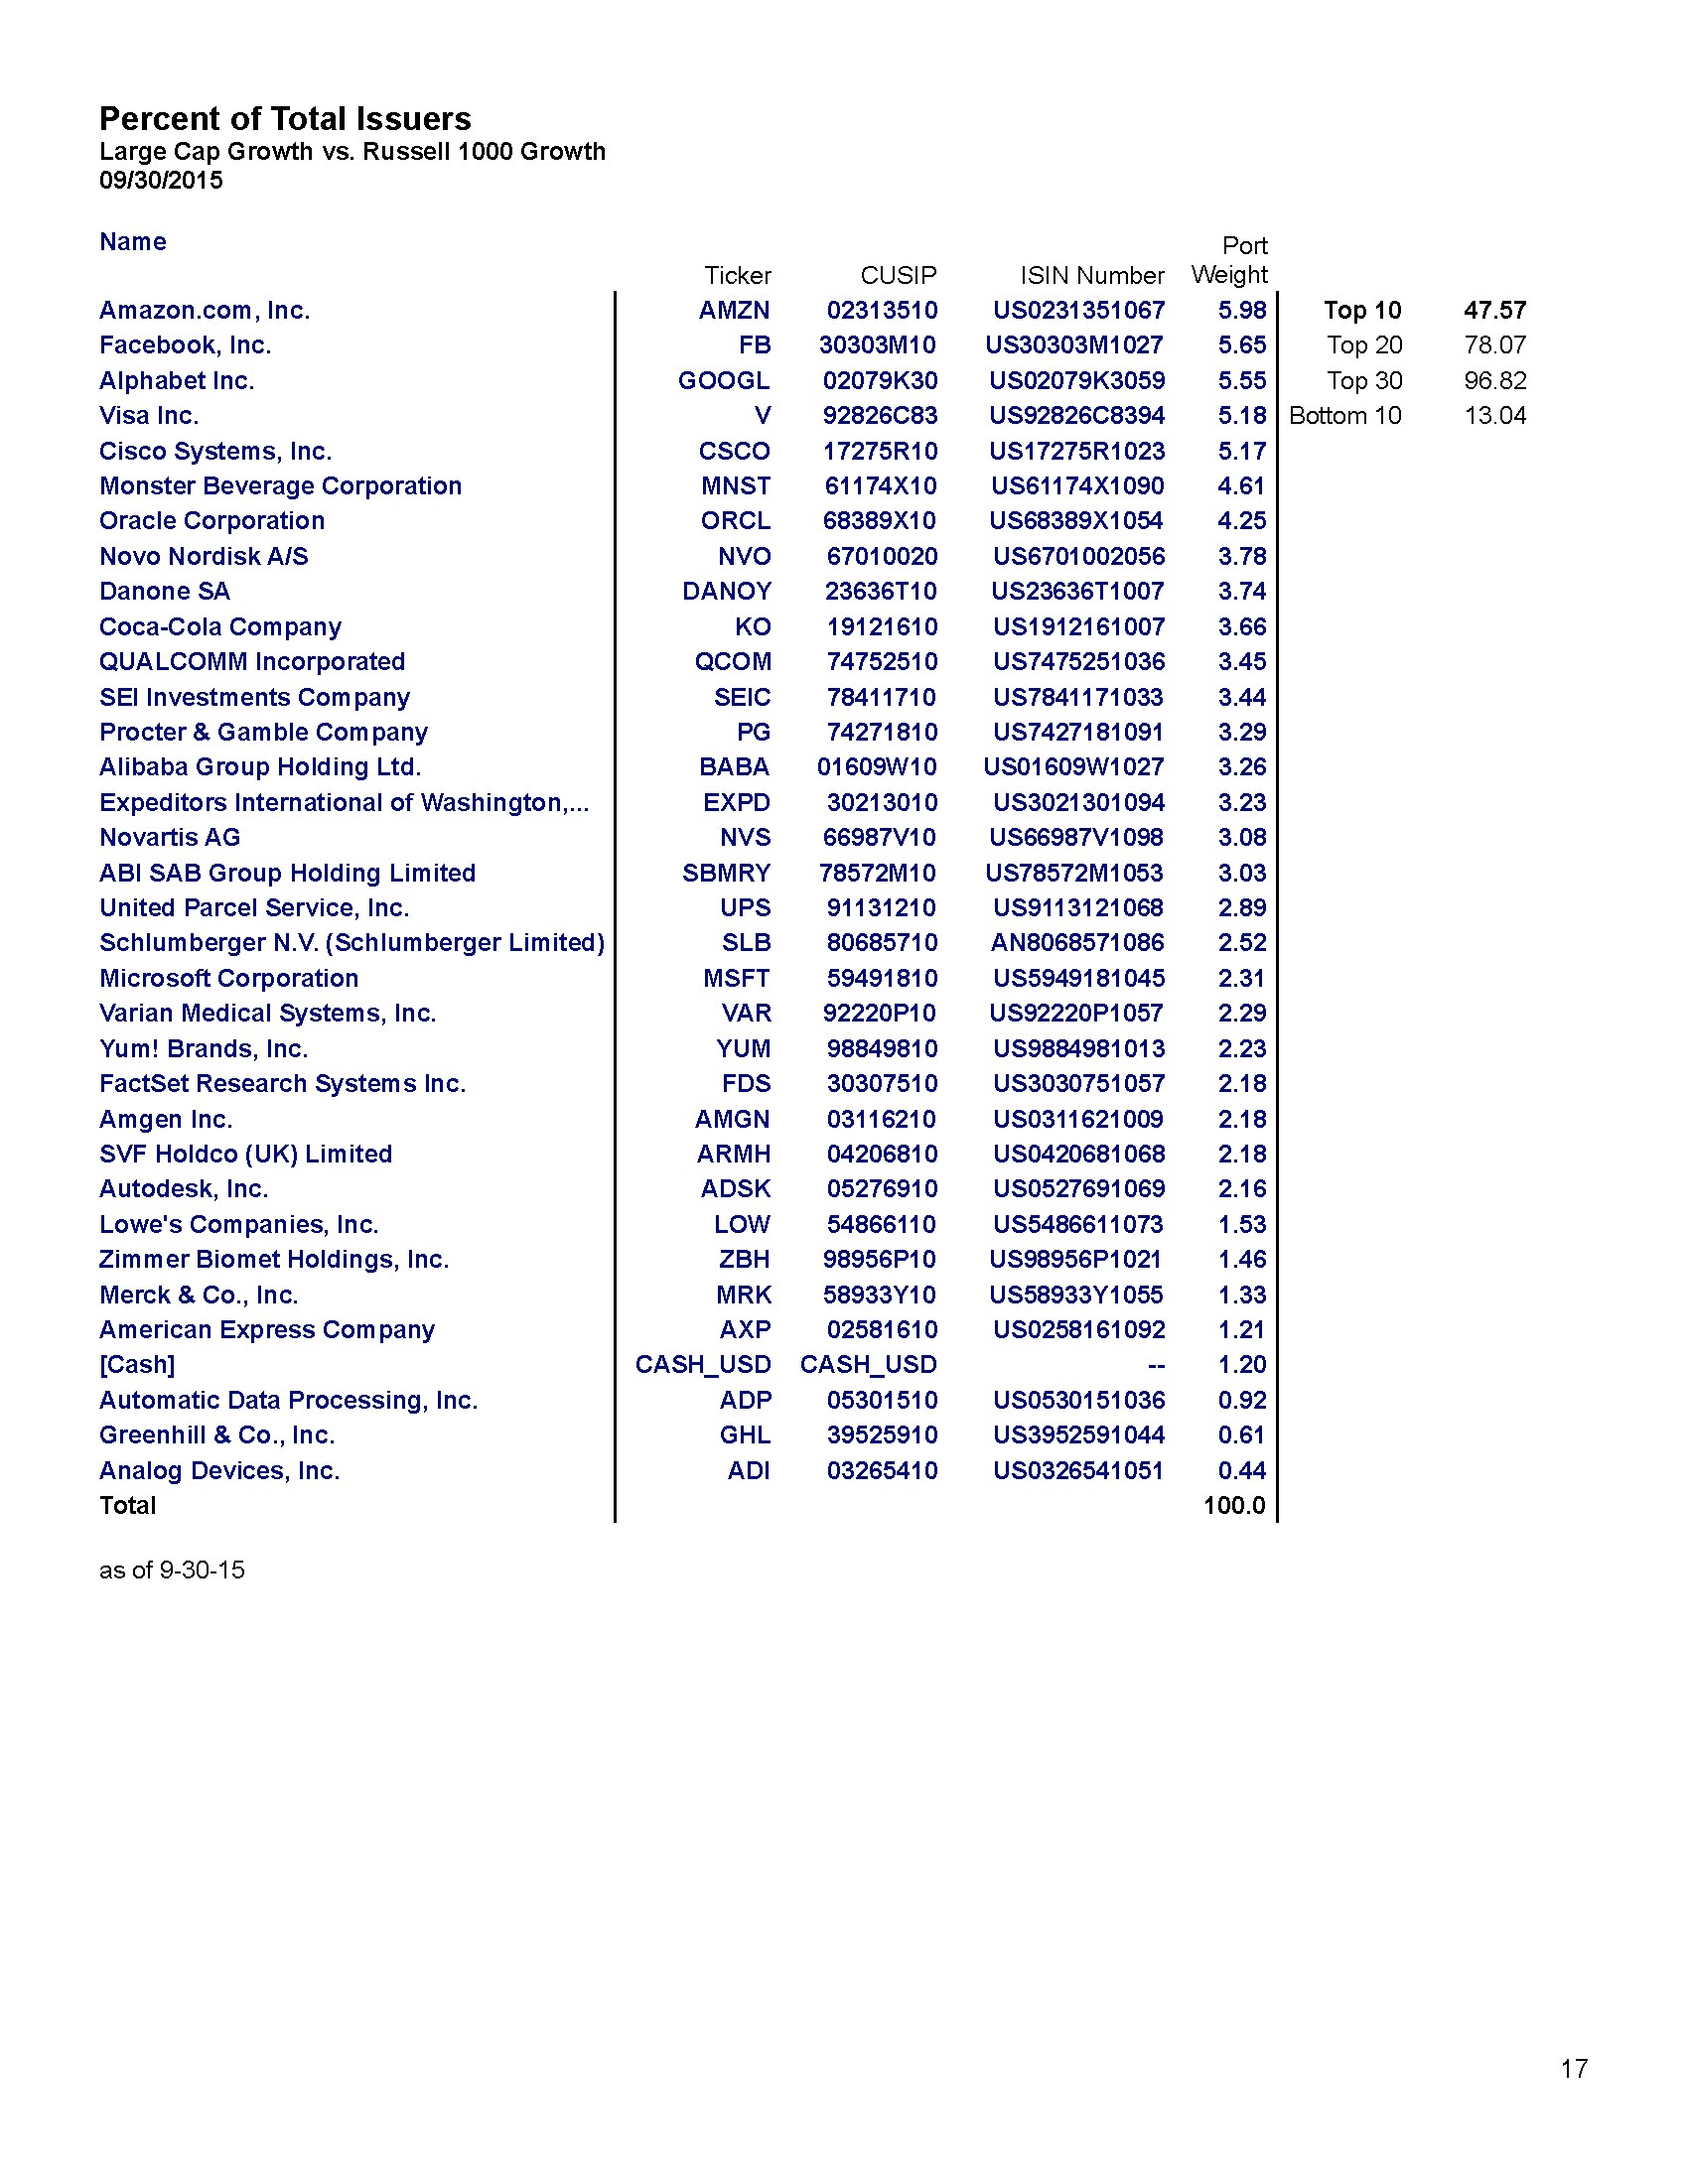 Percent of Total Issuers
Large Cap Growth vs. Russell 1000 Growth
09/30/2015
Name Ticker CUSIP ISIN Number Port Weight
Amazon.com, Inc. AMZN 02313510 US0231351067 5.98 Top 10 47.57
Facebook, Inc. FB 30303M10 US30303M1027 5.65 Top 20 78.07
Alphabet Inc. GOOGL 02079K30 US02079K3059 5.55 Top 30 96.82
Visa Inc. V 92826C83 US92826C8394 5.18 Bottom 10 13.04
Cisco Systems, Inc. CSCO 17275R10 US17275R1023 5.17
Monster Beverage Corporation MNST 61174X10 US61174X1090 4.61
Oracle Corporation ORCL 68389X10 US68389X1054 4.25
Novo Nordisk A/S NVO 67010020 US6701002056 3.78
Danone SA DANOY 23636T10 US23636T1007 3.74
Coca-Cola Company KO 19121610 US1912161007 3.66
QUALCOMM Incorporated QCOM 74752510 US7475251036 3.45
SEI Investments Company SEIC 78411710 US7841171033 3.44
Procter & Gamble Company PG 74271810 US7427181091 3.29
Alibaba Group Holding Ltd. BABA 01609W10 US01609W1027 3.26
Expeditors International of Washington,... EXPD 30213010 US3021301094 3.23
Novartis AG NVS 66987V10 US66987V1098 3.08
ABI SAB Group Holding Limited SBMRY 78572M10 US78572M1053 3.03
United Parcel Service, Inc. UPS 91131210 US9113121068 2.89
Schlumberger N.V. (Schlumberger Limited) SLB 80685710 AN8068571086 2.52
Microsoft Corporation MSFT 59491810 US5949181045 2.31
Varian Medical Systems, Inc. VAR 92220P10 US92220P1057 2.29
Yum! Brands, Inc. YUM 98849810 US9884981013 2.23
FactSet Research Systems Inc. FDS 30307510 US3030751057 2.18
Amgen Inc. AMGN 03116210 US0311621009 2.18
SVF Holdco (UK) Limited ARMH 04206810 US0420681068 2.18
Autodesk, Inc. ADSK 05276910 US0527691069 2.16
Lowe's Companies, Inc. LOW 54866110 US5486611073 1.53
Zimmer Biomet Holdings, Inc. ZBH 98956P10 US98956P1021 1.46
Merck & Co., Inc. MRK 58933Y10 US58933Y1055 1.33
American Express Company AXP 02581610 US0258161092 1.21
[Cash] CASH_USD CASH_USD -- 1.20
Automatic Data Processing, Inc. ADP 05301510 US0530151036 0.92
Greenhill & Co., Inc. GHL 39525910 US3952591044 0.61
Analog Devices, Inc. ADI 03265410 US0326541051 0.44
Total 100.0
as of 9-30-15
17